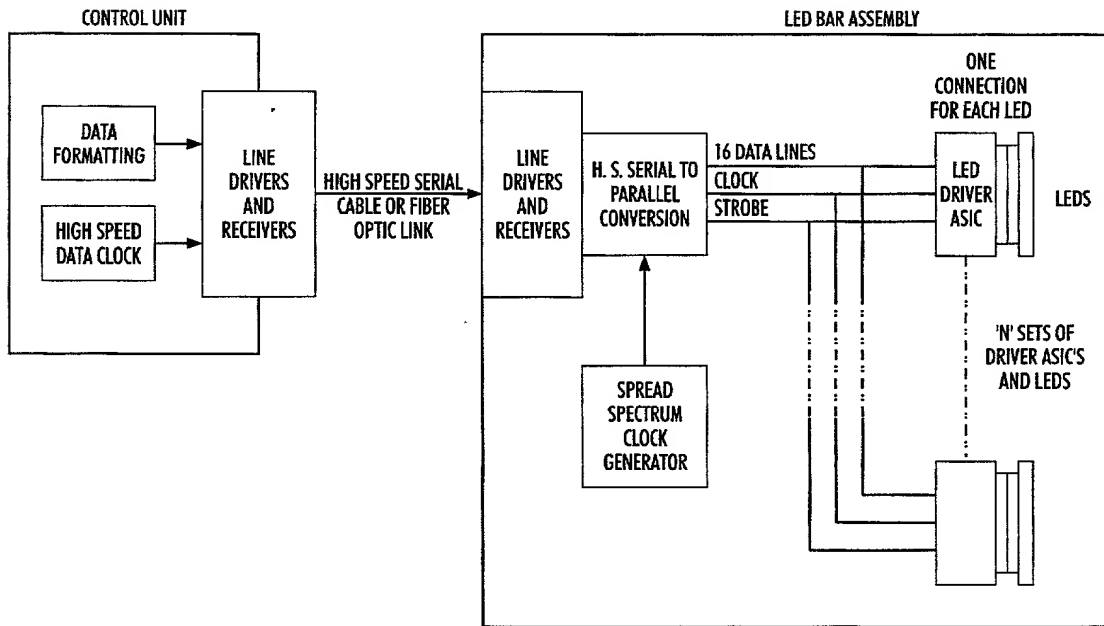 CONTROL UNIT
DATA
FORMATTING
HIGH SPEED
DATA CLOCK
LINE
DRIVERS
AND
RECEIVERS
HIGH SPEED SERIAL
CABLE OR FIBER
OPTIC LINK
LED BAR ASSEMBLY
LINE
DRIVERS
AND
RECEIVERS
H. S. SERIAL TO
PARALLEL
CONVERSION
SPREAD
SPECTRUM
CLOCK
GENERATOR
16 DATA LINES
CLOCK
STROBE
ONE
CONNECTION
FOR EACH LED
LED
DRIVER
ASIC
LEDS
'N' SETS OF
DRIVER ASIC'S
AND LEDS